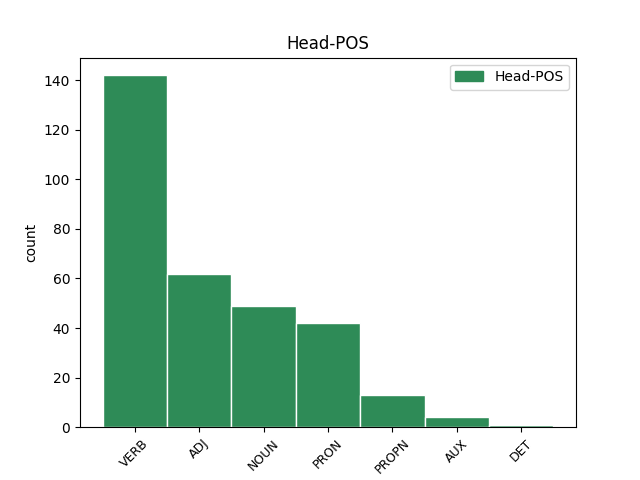 Head-POS
Head-POS
count
140
120
100
80
60
40
20
0
VERB
ADJ
NOUN
PRON
PROPN
AUX
DET